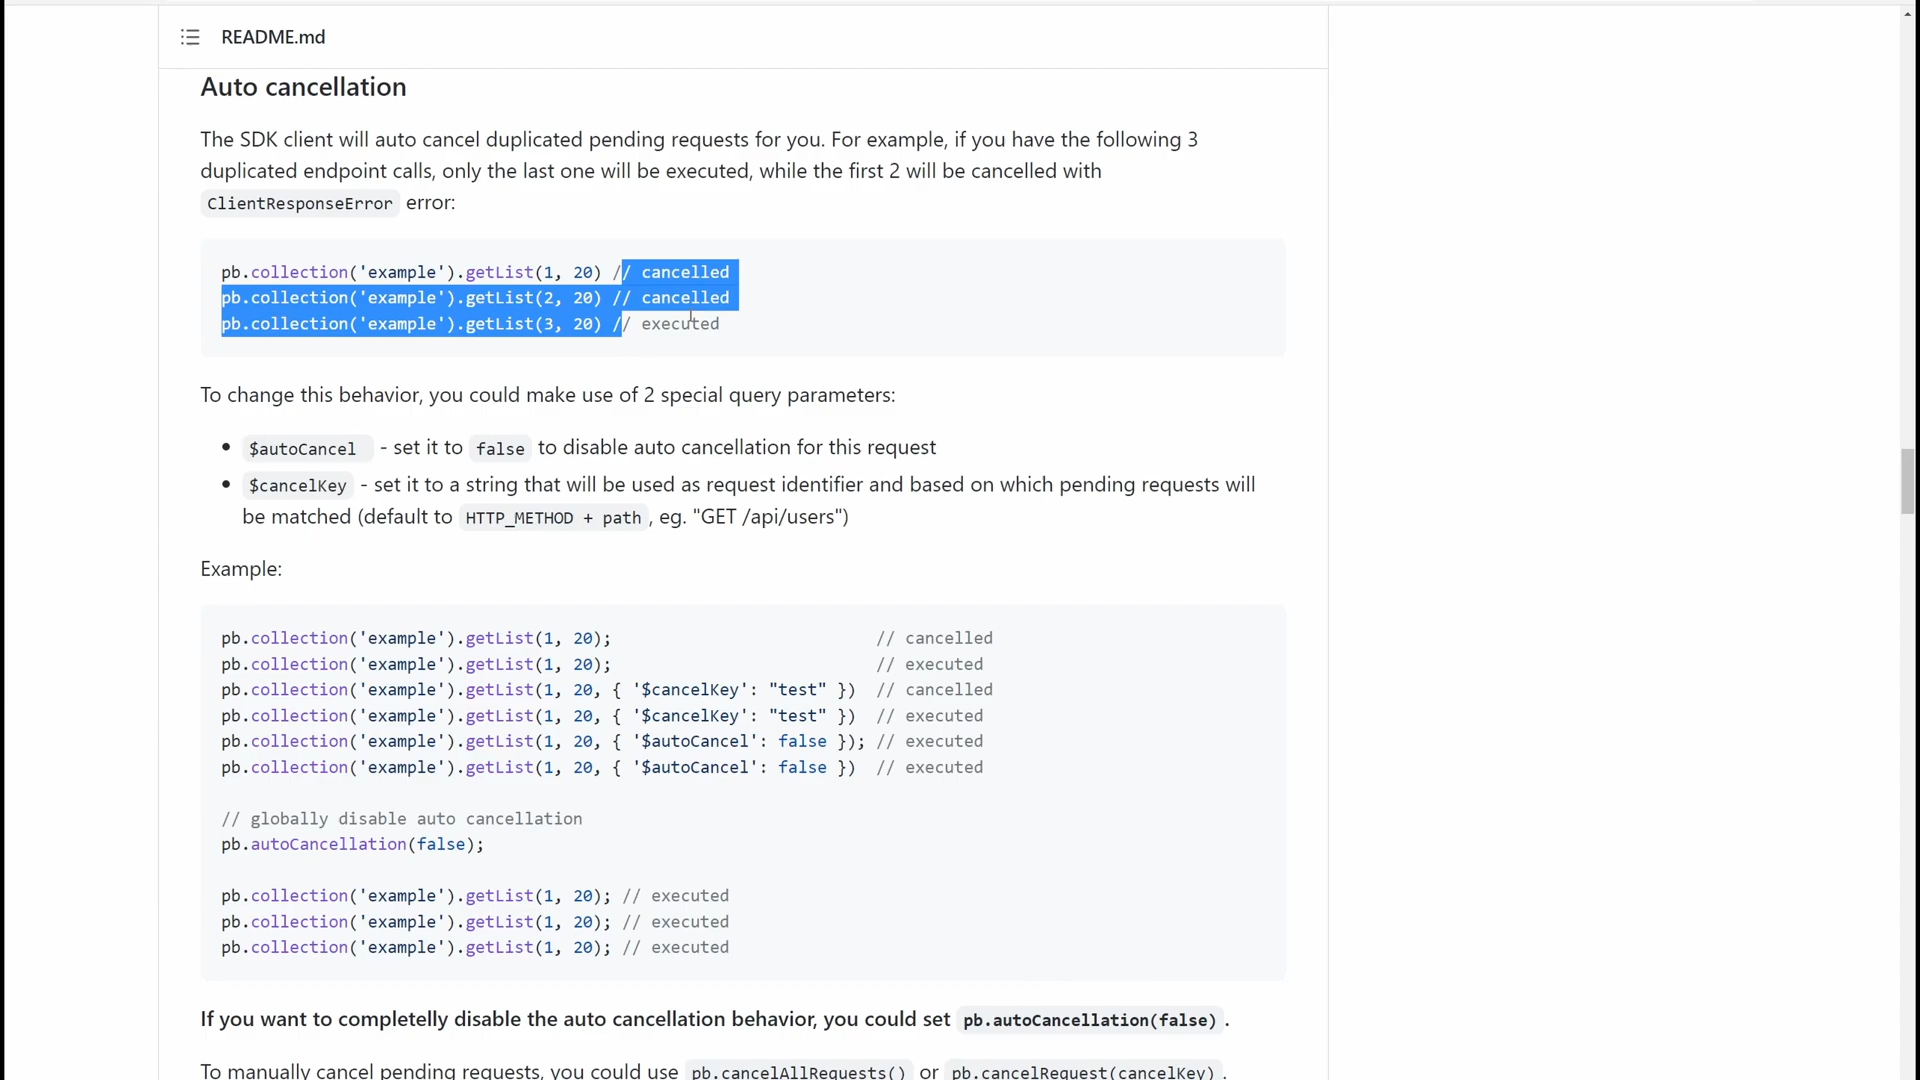 README.md
Auto cancellation
The SDK client will auto cancel duplicated pending requests for you. For example, if you have the following 3
duplicated endpoint calls, only the last one will be executed, while the first 2 will be cancelled with
ClientResponseError error:
pb.collection('example').getList(1, 20) // cancelled
pb.collection('example').getList(2, 20) // cancelled
pb.collection('example').getList(3, 20) // executed
To change this behavior, you could make use of 2 special query parameters:
$autoCancel - set it to false to disable auto cancellation for this request
$cancelKey - set it to a string that will be used as request identifier and based on which pending requests will
be matched (default to HTTP_METHOD + path, eg. "GET /api/users")
Example:
pb.collection('example').getList(1, 20); // cancelled
pb.collection('example').getList(1, 20); // executed
pb.collection('example').getList(1, 20, { '$cancelKey': "test" }) // cancelled
pb.collection('example').getList(1, 20, { '$cancelKey': "test" }) // executed
pb.collection('example').getList(1, 20, { '$autoCancel': false }); // executed
pb.collection('example').getList(1, 20, { '$autoCancel': false }) // executed
// globally disable auto cancellation
pb.autoCancellation(false);
pb.collection('example').getList(1, 20); // executed
pb.collection('example').getList(1, 20); // executed
pb.collection('example').getList(1, 20); // executed
If you want to completelly disable the auto cancellation behavior, you could set pb.autoCancellation(false).
To manually cancel pending requests, you could use pb.cancelAllRequests() or pb.cancelRequest(cancelKey).